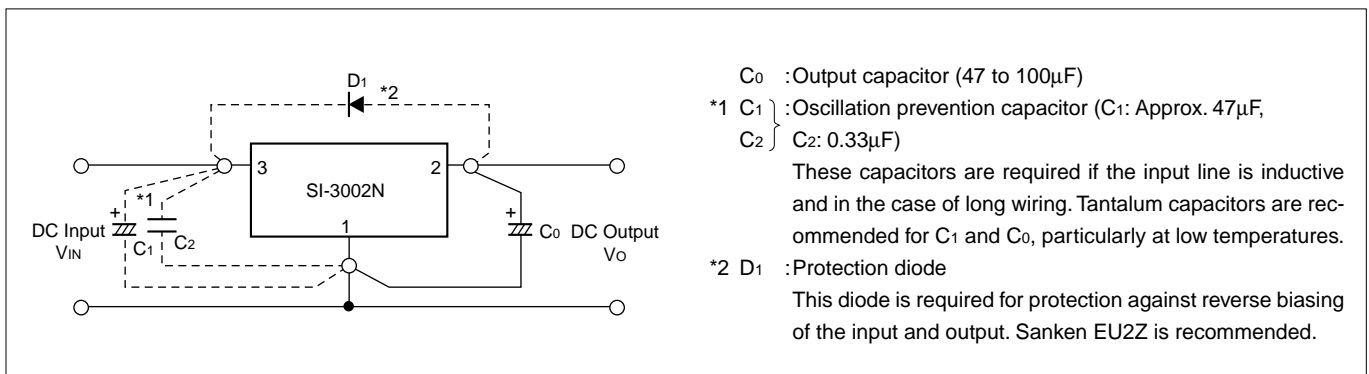 D1
*2
3
2
SI-3002N
*1
1
+
+
DC Input
VIN
C1
C2
C0
DC Output
VO
C0 :Output capacitor (47 to 100μF)
*1 C1 :Oscillation prevention capacitor (C1: Approx. 47μF,
C2 C2: 0.33μF)
These capacitors are required if the input line is inductive
and in the case of long wiring. Tantalum capacitors are rec-
ommended for C1 and C0, particularly at low temperatures.
*2 D1 :Protection diode
This diode is required for protection against reverse biasing
of the input and output. Sanken EU2Z is recommended.